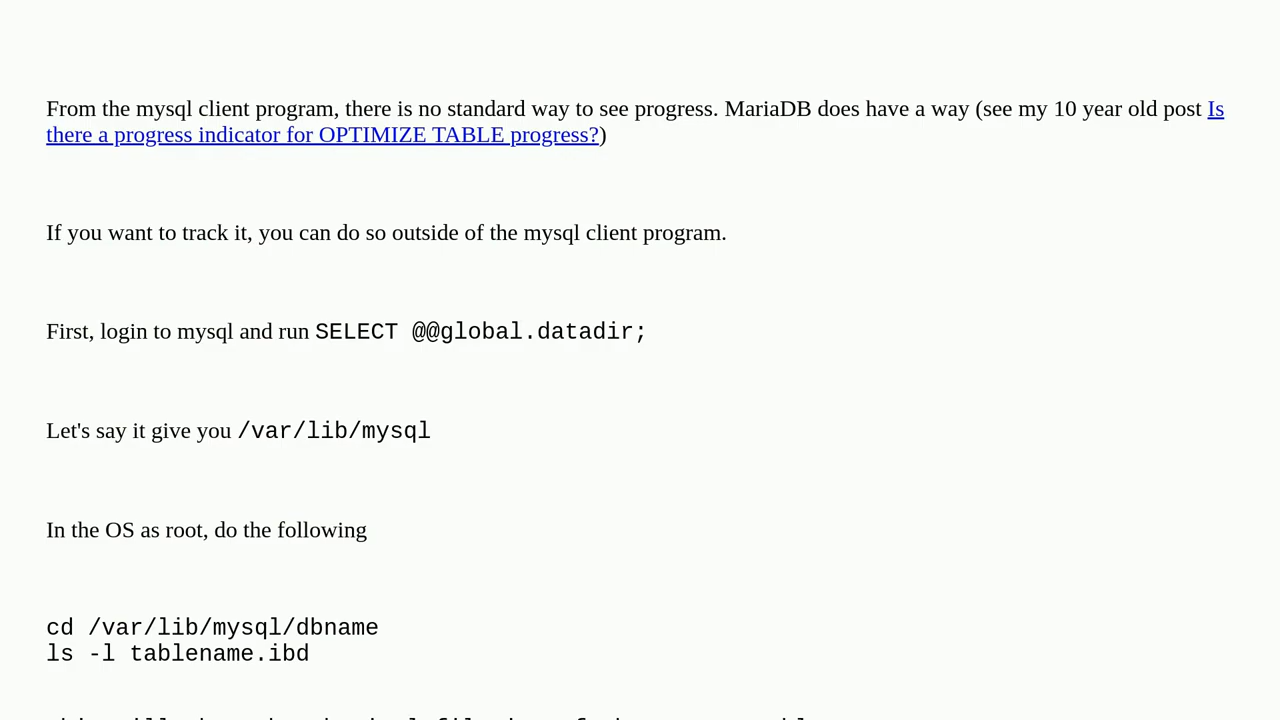 From the mysql client program, there is no standard way to see progress. MariaDB does have a way (see my 10 year old post Is
there a progress indicator for OPTIMIZE TABLE progress?)
If you want to track it, you can do so outside of the mysql client program.
First, login to mysql and run SELECT @@global.datadir;
Let's say it give you /var/lib/mysql
In the OS as root, do the following
cd /var/lib/mysql/dbname
ls -l tablename.ibd